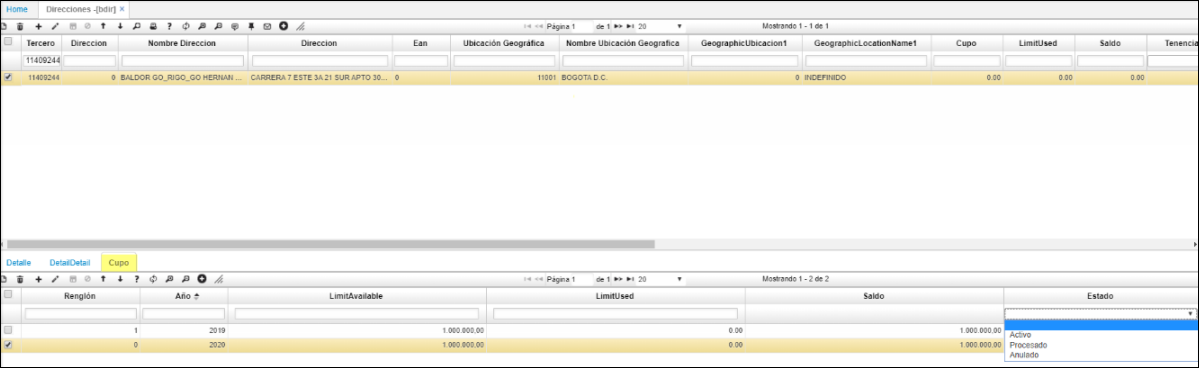 Home Direcciones -[bdir] ×
Página 1 de 1 20 Mostrando 1 - 1 de 1
Tercero Direccion Nombre Direccion Direccion Ean Ubicación Geográfica Nombre Ubicación Geografica GeographicUbicacion1 GeographicLocationName1 Cupo LimitUsed Saldo Tenencia
11409244
11409244 0 BALDOR GO_RIGO_GO HERNAN ... CARRERA 7 ESTE 3A 21 SUR APTO 30... 0 11001 BOGOTA D.C. 0 INDEFINIDO 0.00 0.00 0.00
Detalle DetailDetail Cupo
Página 1 de 1 20 Mostrando 1 - 2 de 2
Renglón Año LimitAvailable LimitUsed Saldo Estado
1 2019 1.000.000,00 0.00 1.000.000,00
Activo
0 2020 1.000.000,00 0.00 1.000.000,00
Procesado
Anulado